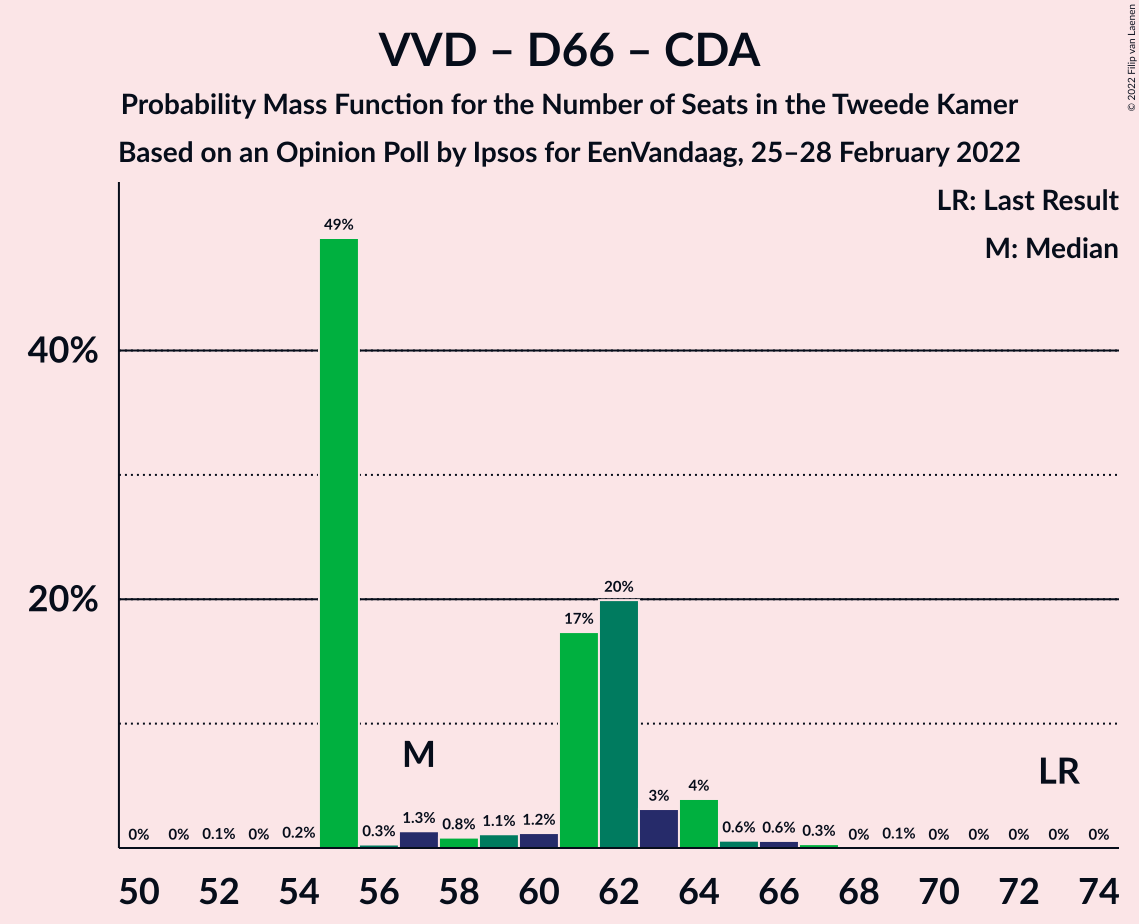 VVD – D66 – CDA
Probability Mass Function for the Number of Seats in the Tweede Kamer
Based on an Opinion Poll by Ipsos for EenVandaag, 25–28 February 2022
© 2022 Filip van Laenen
LR: Last Result
M: Median
49%
40%
20%
20%
17%
M
LR
0% 0% 0.1% 0% 0.2% 0.3% 1.3% 0.8% 1.1% 1.2% 3% 4% 0.6% 0.6% 0.3% 0% 0.1% 0% 0% 0% 0% 0%
50 52 54 56 58 60 62 64 66 68 70 72 74